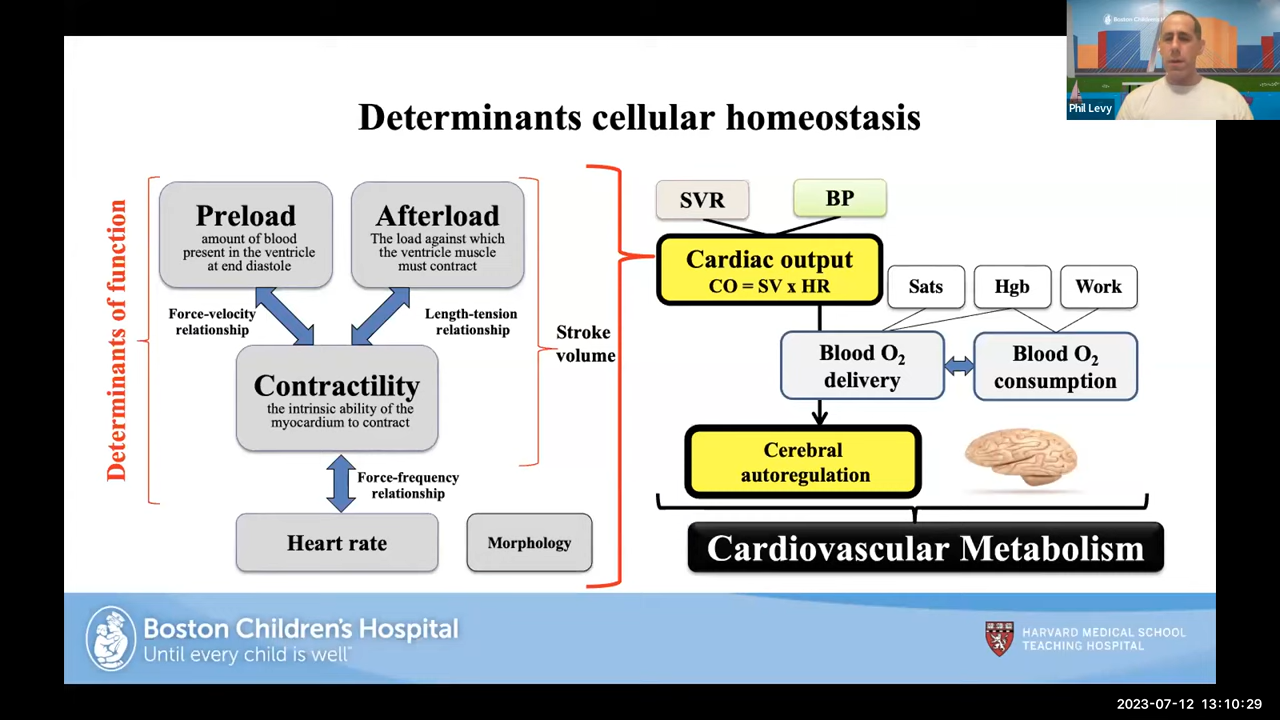 Boston Children's H
Phil Levy
Determinants cellular homeostasis
Determinants of function
Preload
amount of blood
present in the ventricle
at end diastole
Afterload
The load against which
the ventricle muscle
must contract
Force-velocity
relationship
Length-tension
relationship
Contractility
the intrinsic ability of the
myocardium to contract
Stroke
volume
Force-frequency
relationship
Heart rate
Morphology
SVR
BP
Cardiac output
CO = SV x HR
Sats
Hgb
Work
Blood O₂
delivery
Blood O₂
consumption
Cerebral
autoregulation
Cardiovascular Metabolism
Boston Children's Hospital
Until every child is well™
HARVARD MEDICAL SCHOOL
TEACHING HOSPITAL
2023-07-12 13:10:29